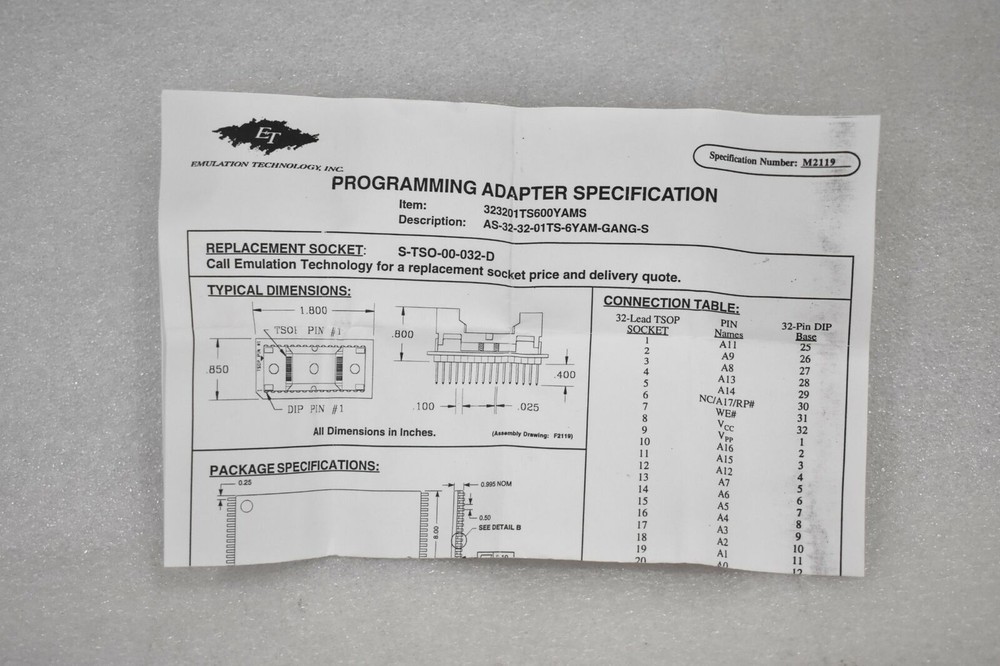 ET
EMULATION TECHNOLOGY, INC.
Specification Number: M2119
PROGRAMMING ADAPTER SPECIFICATION
Item: 323201TS600YAMS
Description: AS-32-32-01TS-6YAM-GANG-S
REPLACEMENT SOCKET: S-TSO-00-032-D
Call Emulation Technology for a replacement socket price and delivery quote.
TYPICAL DIMENSIONS:
1.800
TSOP PIN #1
.850
DIP PIN #1
.800
.400
.100
.025
All Dimensions in Inches.
(Assembly Drawing: F2119)
PACKAGE SPECIFICATIONS:
0.25
0.995 NOM
0.50
SEE DETAIL B
8.00
CONNECTION TABLE:
32-Lead TSOP PIN 32-Pin DIP
SOCKET Names Base
1 A11 25
2 A9 26
3 A8 27
4 A13 28
5 A14 29
6 NC/A17/RP# 30
7 WE# 31
8 VCC 32
9 VPP 1
10 A16 2
11 A15 3
12 A12 4
13 A7 5
14 A6 6
15 A5 7
16 A4 8
17 A3 9
18 A2 10
19 A1 11
20 A0 12